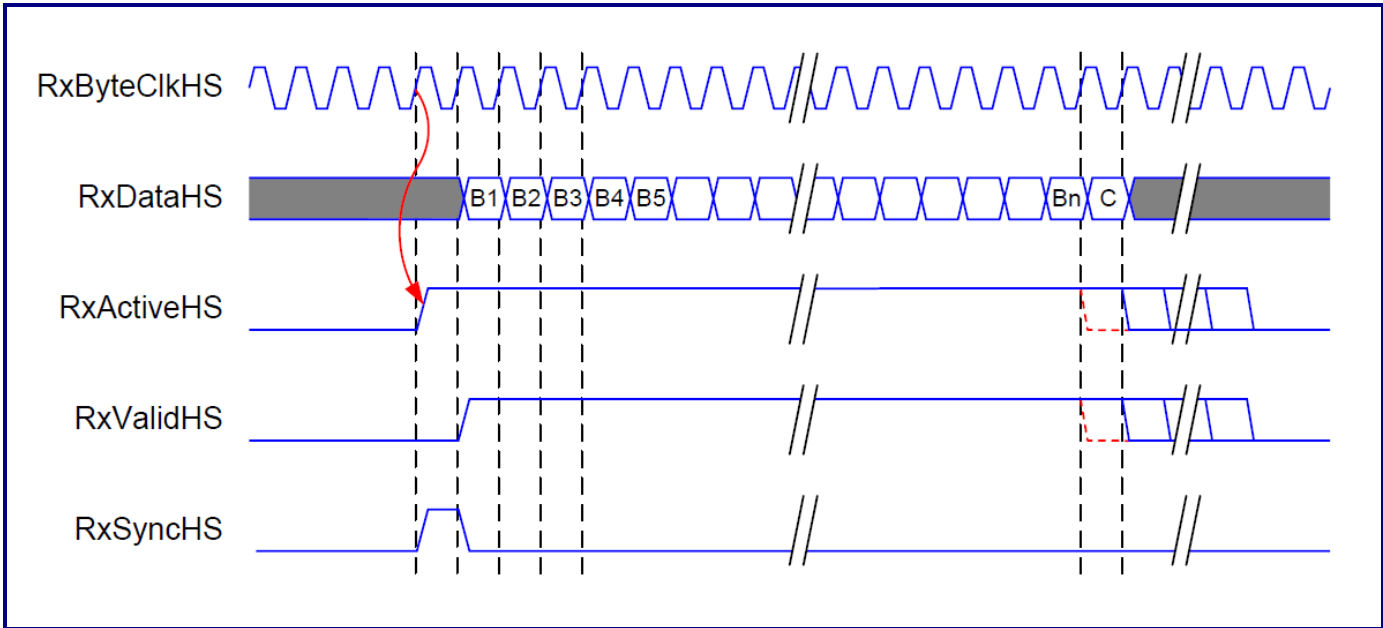 RxByteClkHS
RxDataHS
B1 B2 B3 B4 B5 Bn C
RxActiveHS
RxValidHS
RxSyncHS